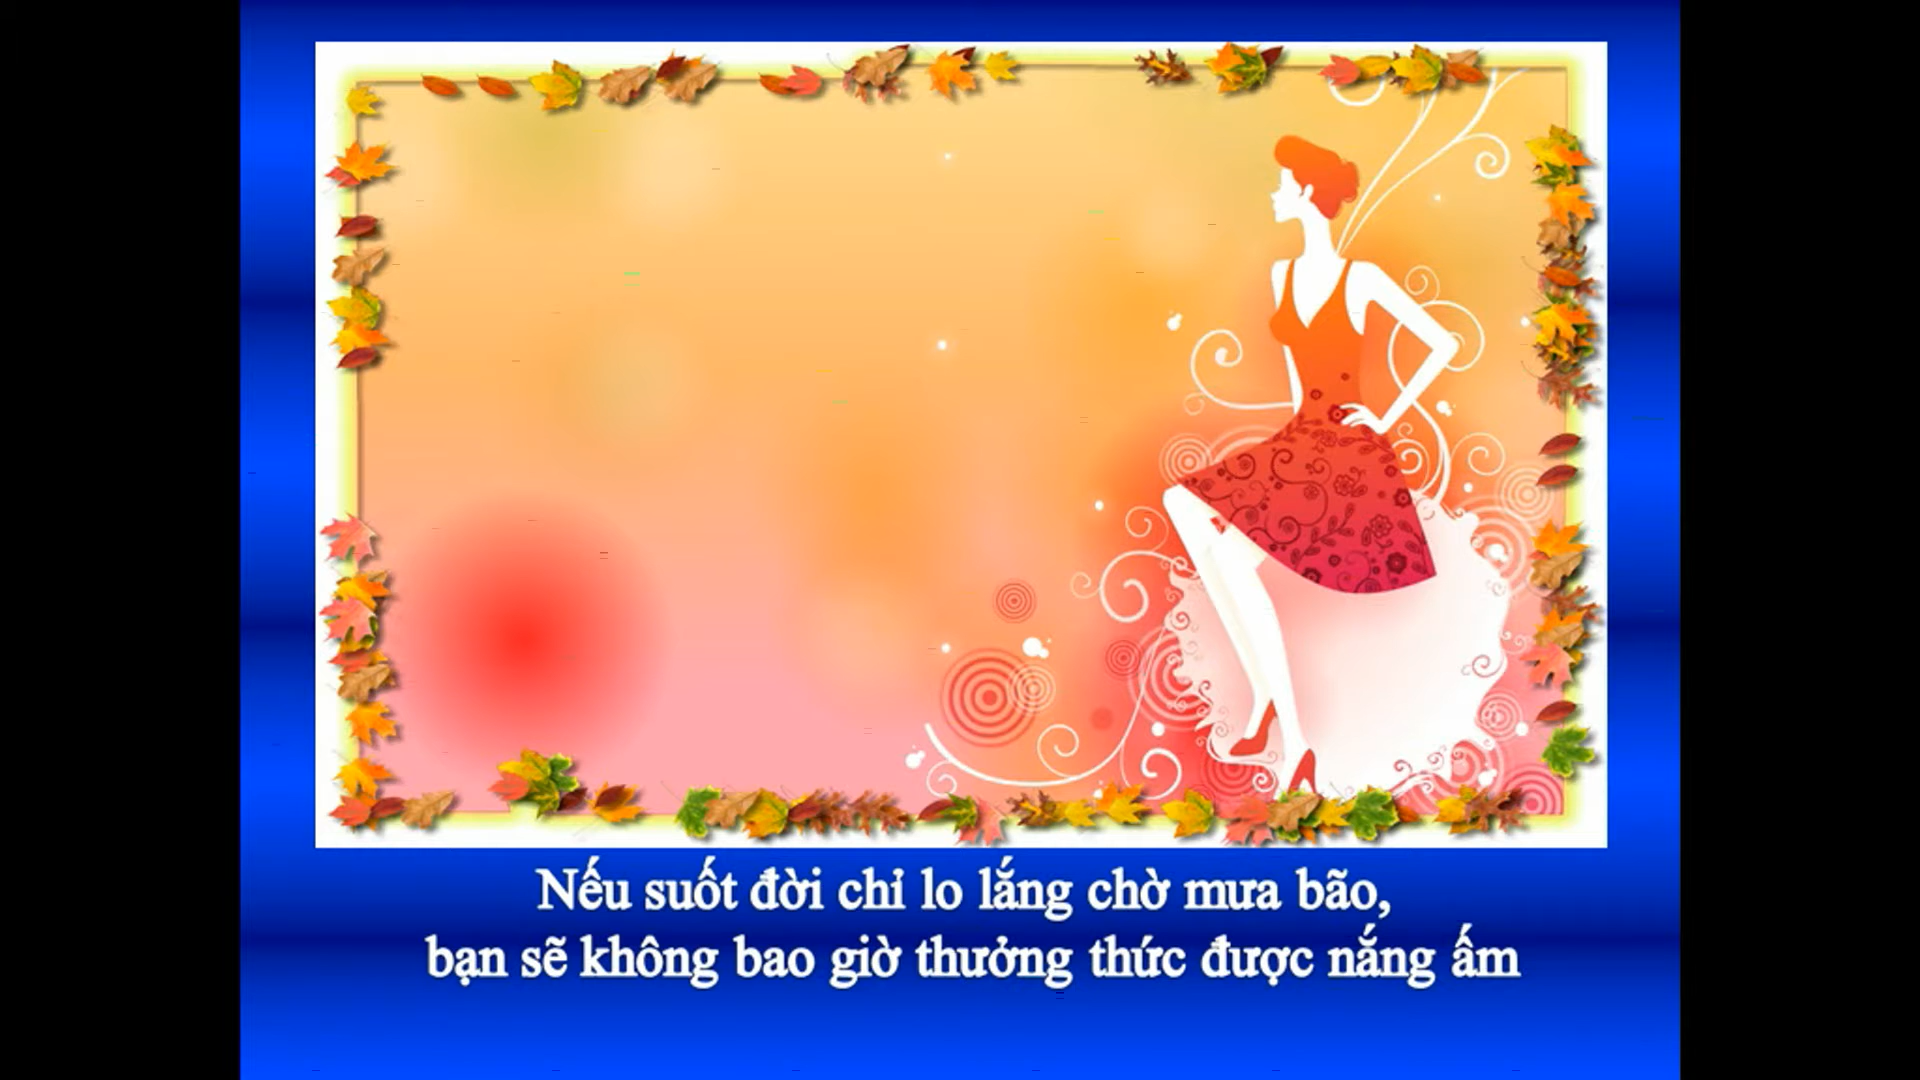 Nếu suốt đời chỉ lo lắng chờ mưa bão,
bạn sẽ không bao giờ thưởng thức được nắng ấm